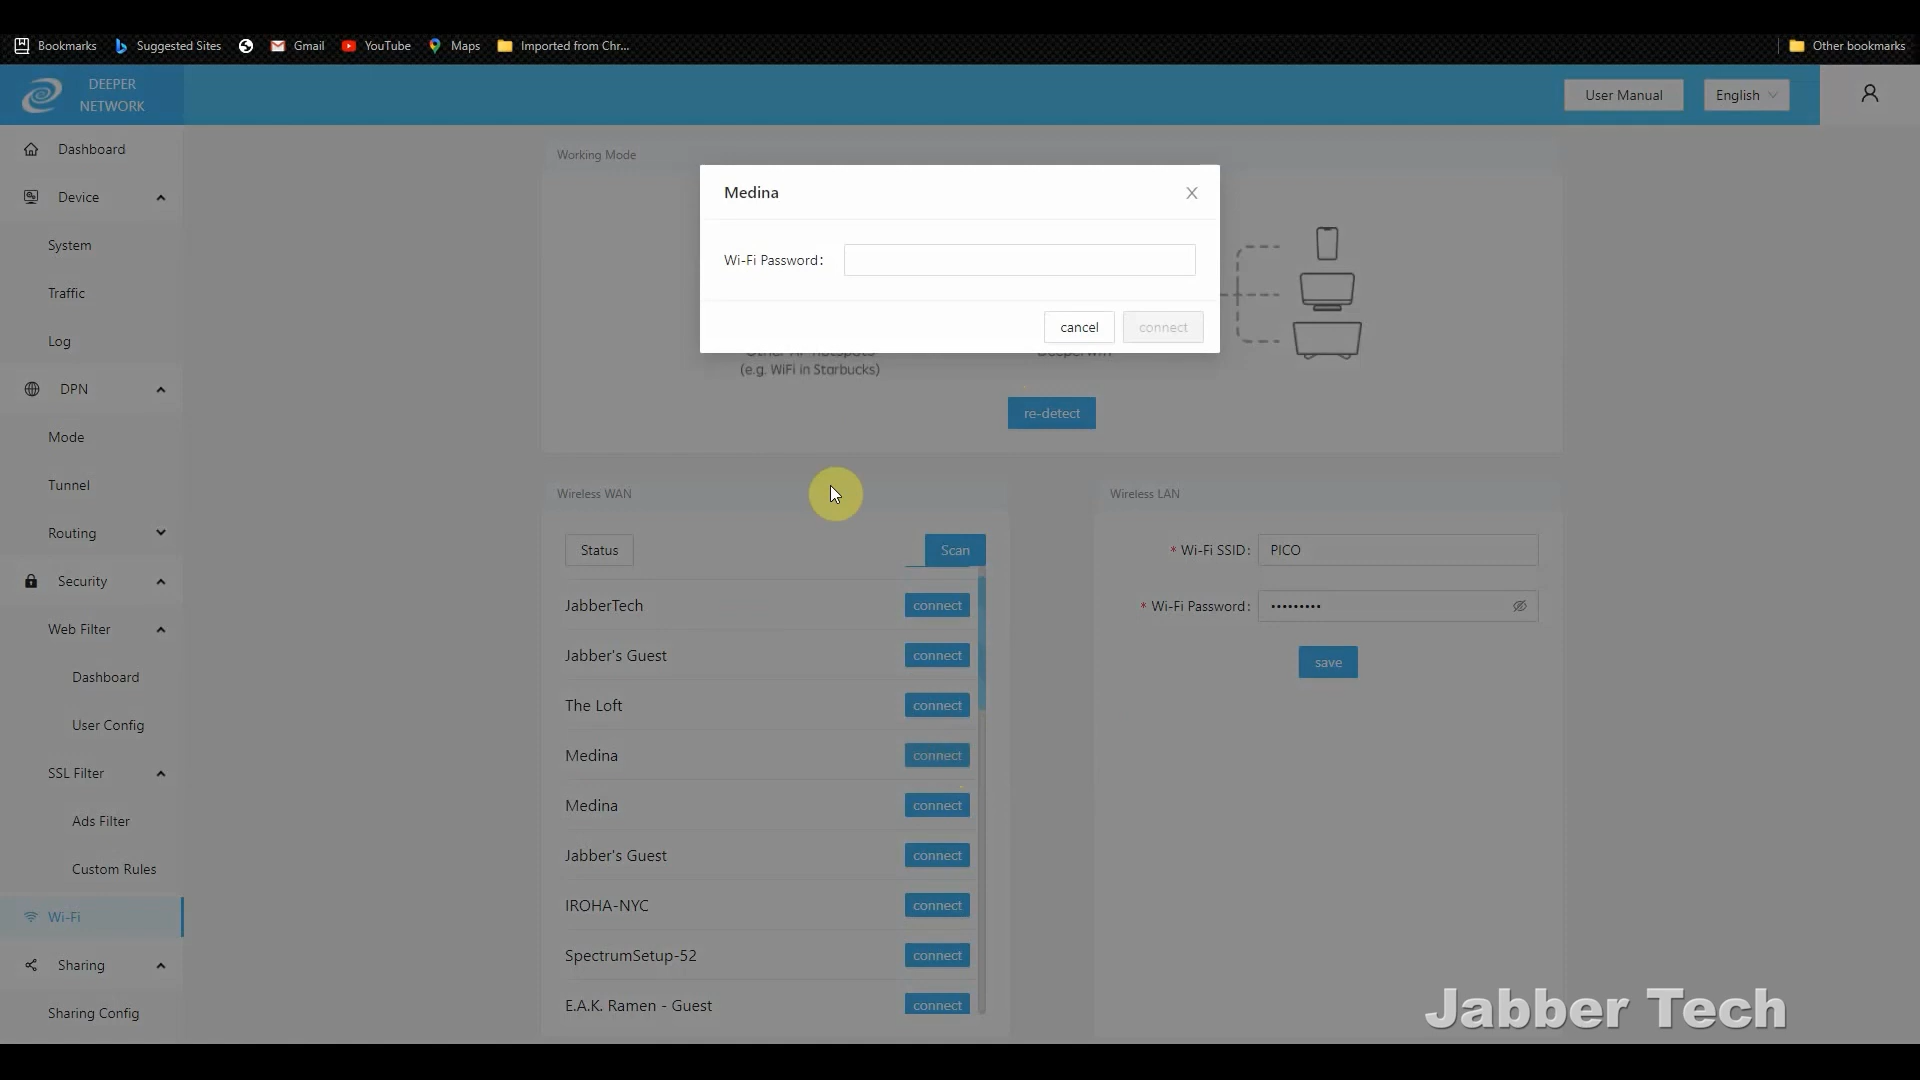 Bookmarks Suggested Sites Gmail YouTube Maps Imported from Chr... Other bookmarks
DEEPER
NETWORK
User Manual English
Dashboard
Device
System
Traffic
Log
DPN
Mode
Tunnel
Routing
Security
Web Filter
Dashboard
User Config
SSL Filter
Ads Filter
Custom Rules
Wi-Fi
Sharing
Sharing Config
Working Mode
Medina
Wi-Fi Password:
cancel connect
Other AP hotspots
(e.g. WiFi in Starbucks)
DeeperWifi
re-detect
Wireless WAN
Status Scan
JabberTech connect
Jabber's Guest connect
The Loft connect
Medina connect
Medina connect
Jabber's Guest connect
IROHA-NYC connect
SpectrumSetup-52 connect
E.A.K. Ramen - Guest connect
Wireless LAN
* Wi-Fi SSID: PICO
* Wi-Fi Password: •••••••••
save
Jabber Tech